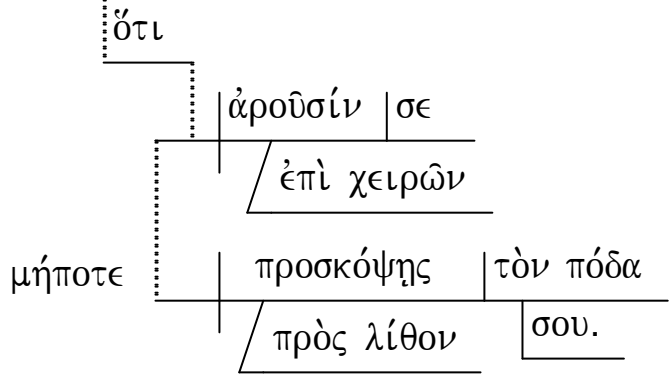 ὅτι
ἀροῦσίν σε
ἐπὶ χειρῶν
μήποτε προσκόψῃς τὸν πόδα
πρὸς λίθον σου.